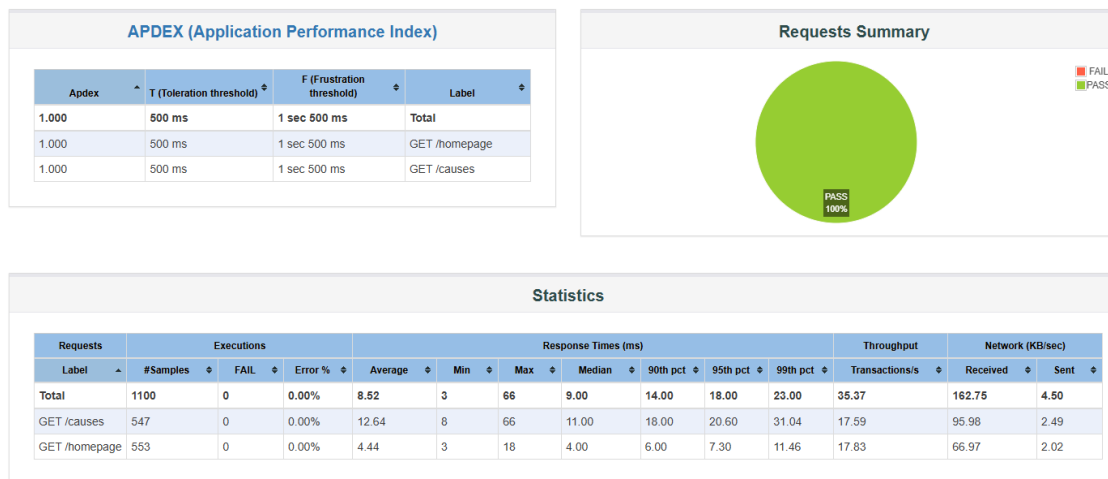 APDEX (Application Performance Index)
Apdex T (Toleration threshold) F (Frustration threshold) Label
1.000 500 ms 1 sec 500 ms Total
1.000 500 ms 1 sec 500 ms GET /homepage
1.000 500 ms 1 sec 500 ms GET /causes
Requests Summary
FAIL
PASS
PASS
100%
Statistics
Requests Executions Response Times (ms) Throughput Network (KB/sec)
Label #Samples FAIL Error % Average Min Max Median 90th pct 95th pct 99th pct Transactions/s Received Sent
Total 1100 0 0.00% 8.52 3 66 9.00 14.00 18.00 23.00 35.37 162.75 4.50
GET /causes 547 0 0.00% 12.64 8 66 11.00 18.00 20.60 31.04 17.59 95.98 2.49
GET /homepage 553 0 0.00% 4.44 3 18 4.00 6.00 7.30 11.46 17.83 66.97 2.02